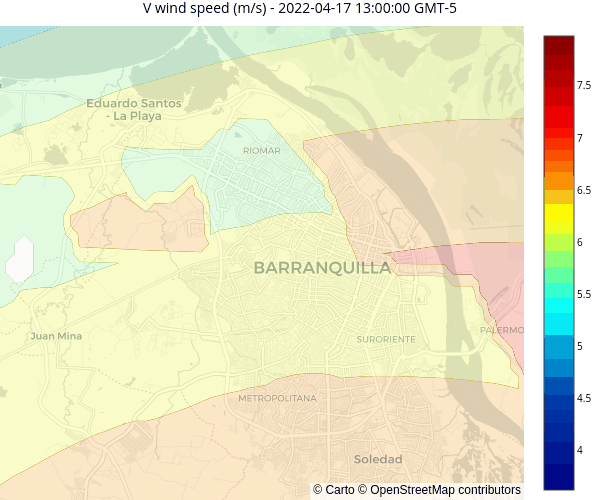 V wind speed (m/s) - 2022-04-17 13:00:00 GMT-5
Eduardo Santos
- La Playa
RIOMAR
BARRANQUILLA
Juan Mina
SURORIENTE
PALERMO
METROPOLITANA
Soledad
7.5
7
6.5
6
5.5
5
4.5
4
© Carto © OpenStreetMap contributors